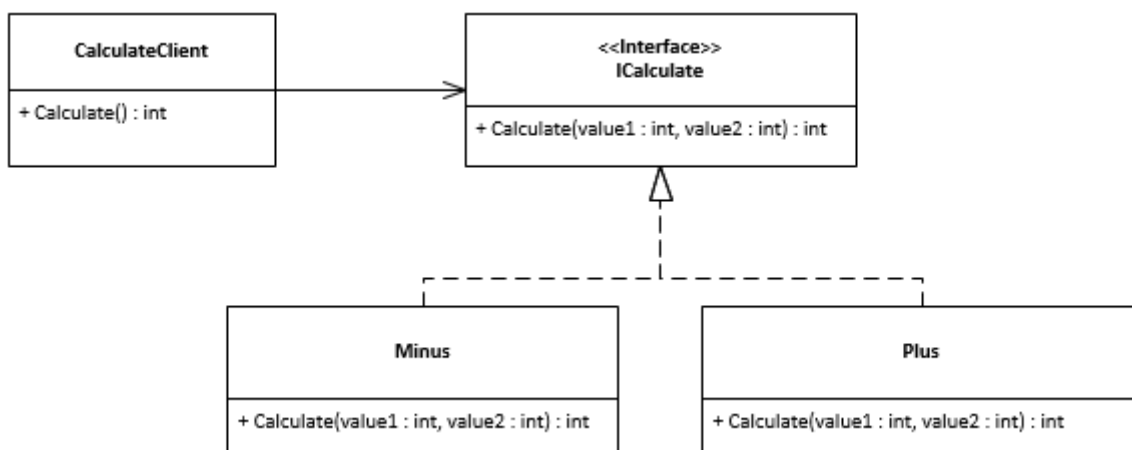 CalculateClient
+ Calculate() : int
<<Interface>>
ICalculate
+ Calculate(value1 : int, value2 : int) : int
Minus
+ Calculate(value1 : int, value2 : int) : int
Plus
+ Calculate(value1 : int, value2 : int) : int